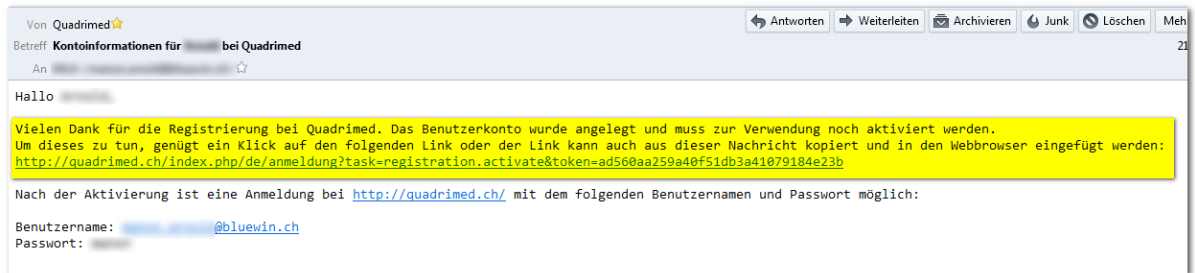 Von Quadrimed
Antworten Weiterleiten Archivieren Junk Löschen Meh
Betreff Kontoinformationen für bei Quadrimed
21
An
Hallo
Vielen Dank für die Registrierung bei Quadrimed. Das Benutzerkonto wurde angelegt und muss zur Verwendung noch aktiviert werden.
Um dieses zu tun, genügt ein Klick auf den folgenden Link oder der Link kann auch aus dieser Nachricht kopiert und in den Webbrowser eingefügt werden:
http://quadrimed.ch/index.php/de/anmeldung?task=registration.activate&token=ad560aa259a40f51db3a41079184e23b
Nach der Aktivierung ist eine Anmeldung bei http://quadrimed.ch/ mit dem folgenden Benutzernamen und Passwort möglich:
Benutzername: @bluewin.ch
Passwort: